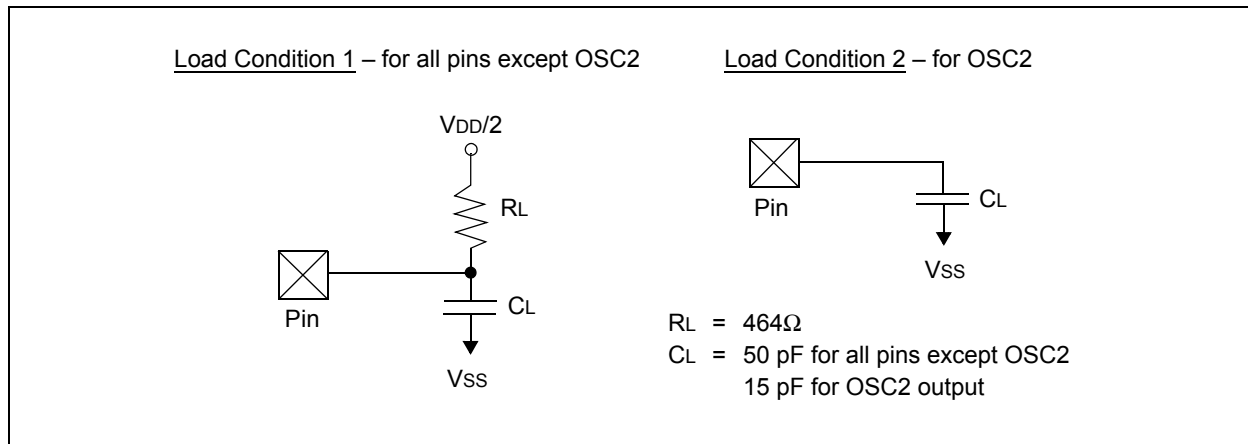 Load Condition 1 – for all pins except OSC2
Load Condition 2 – for OSC2
VDD/2
RL
Pin
CL
VSS
Pin
CL
VSS
RL = 464Ω
CL = 50 pF for all pins except OSC2
15 pF for OSC2 output